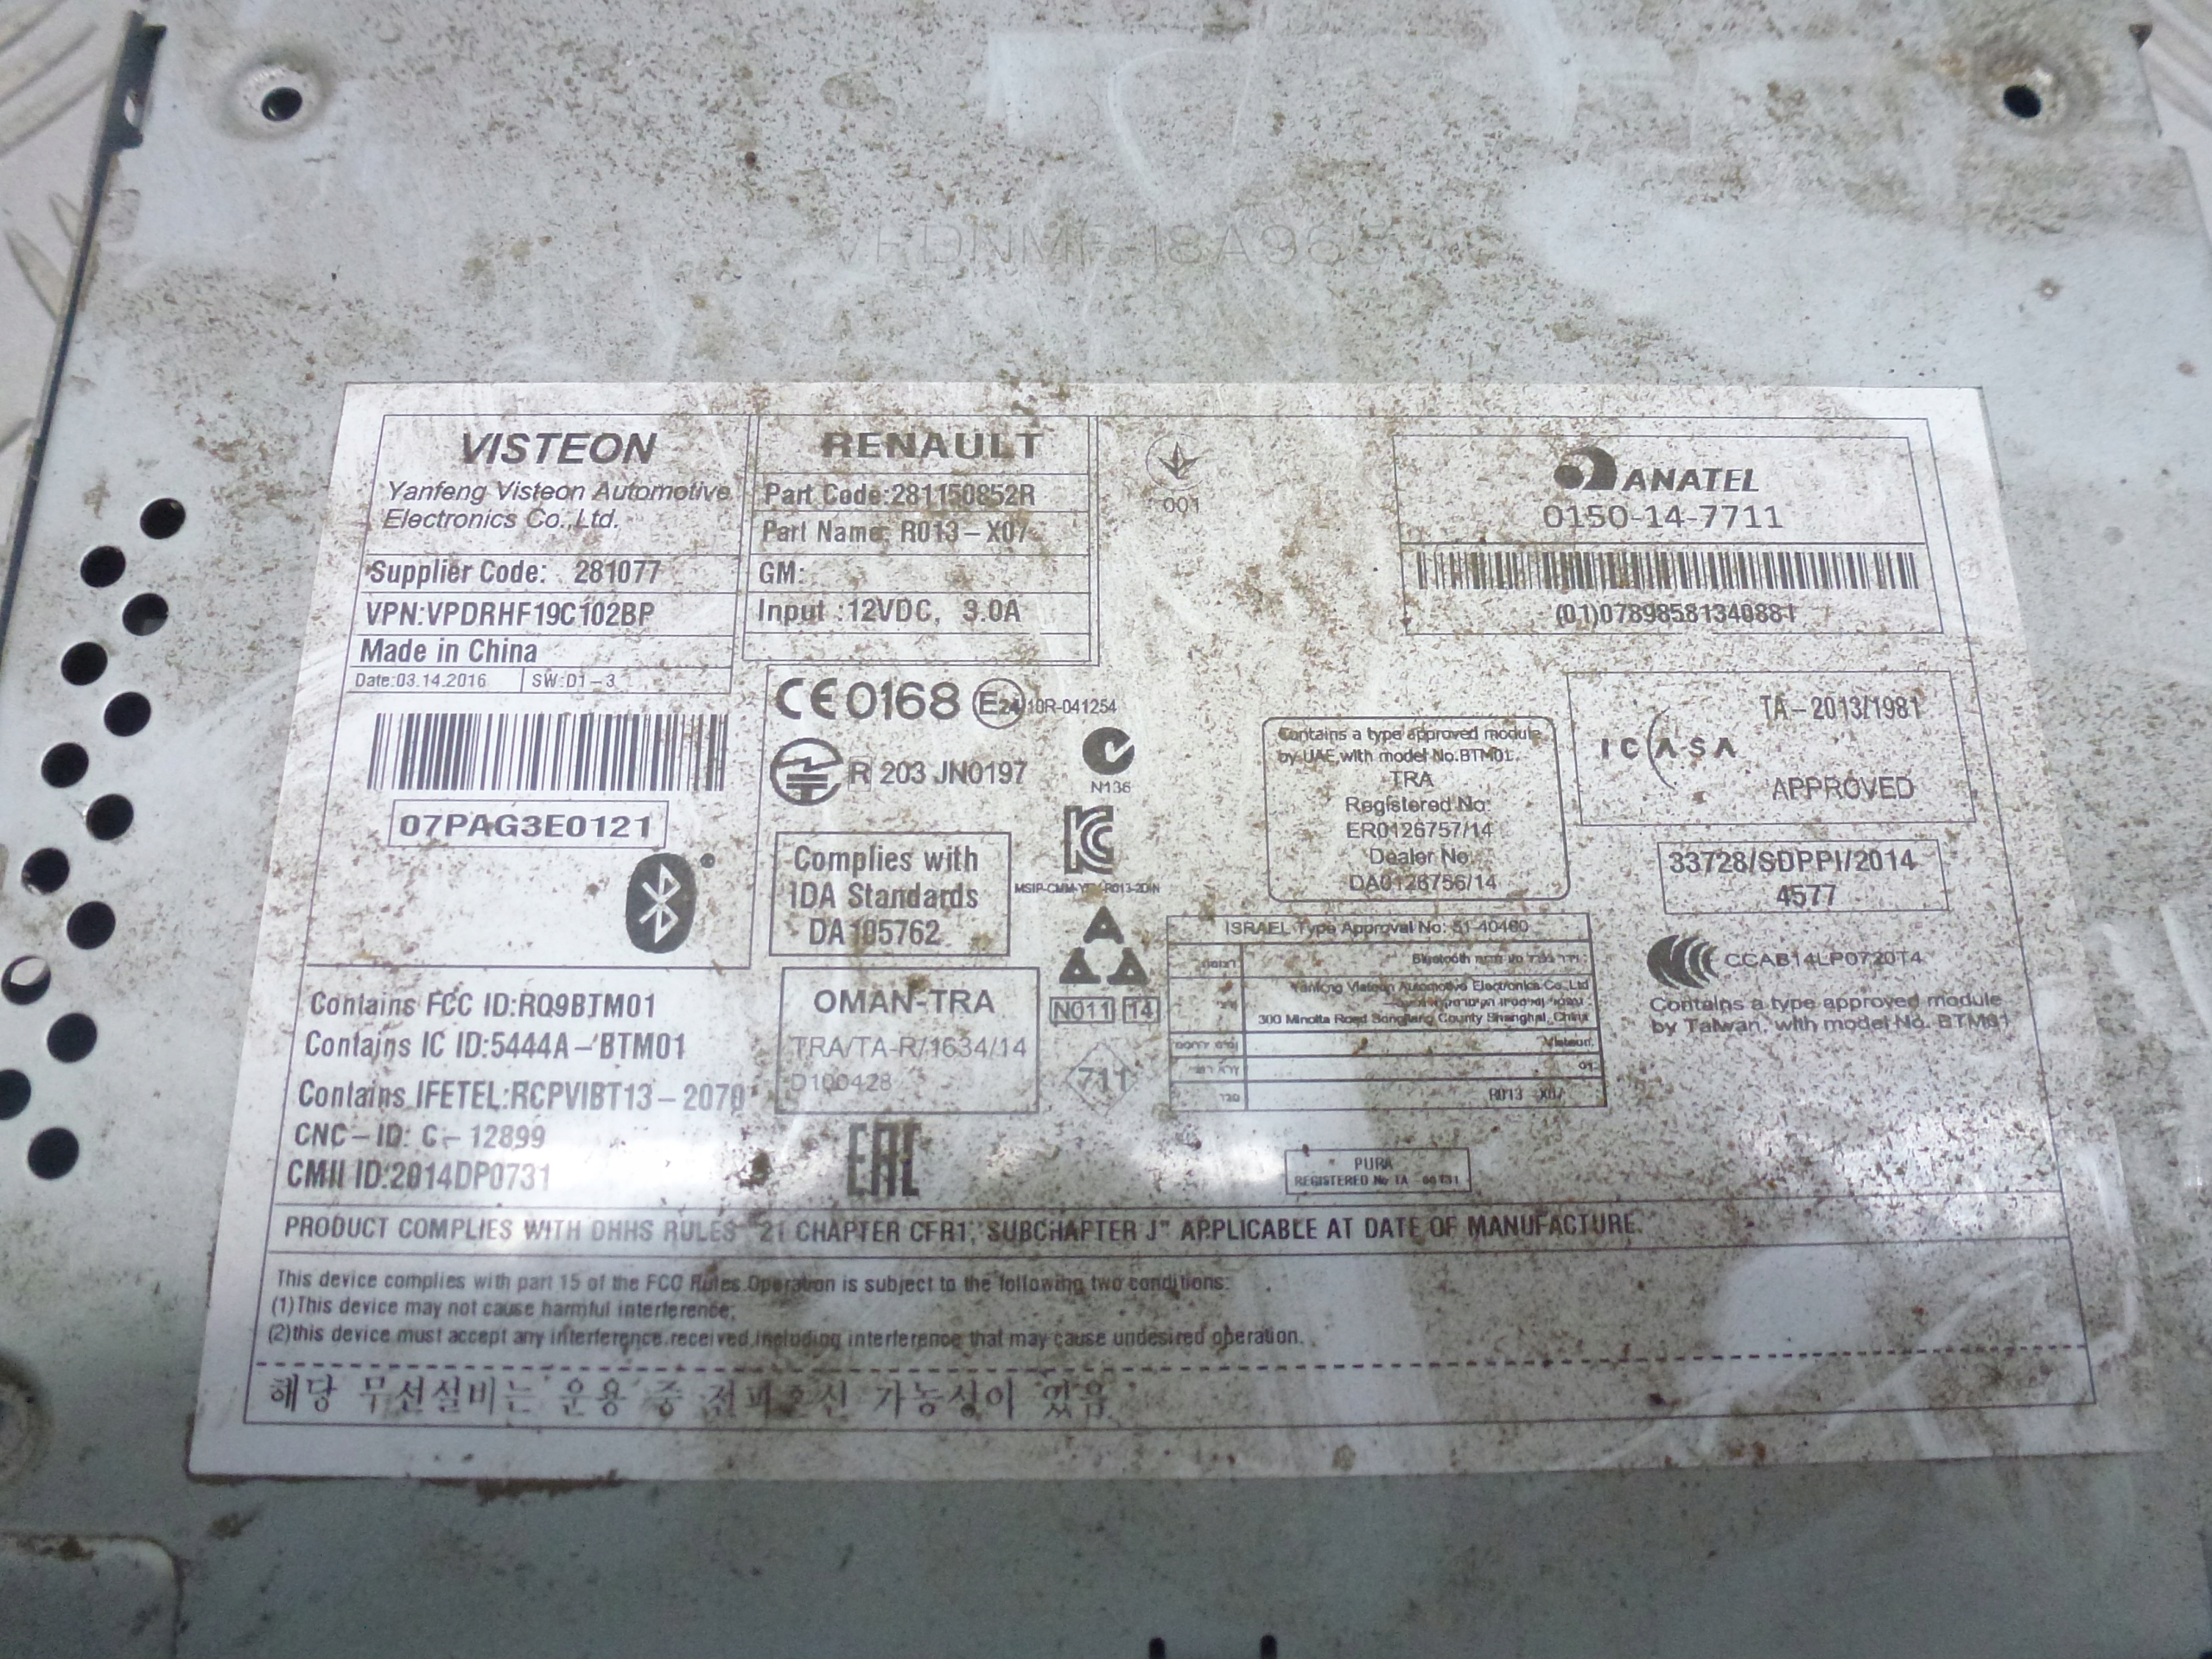 VISTEON
Yanfeng Visteon Automotive
Electronics Co.,Ltd.
Supplier Code: 281077
VPN:VPDRHF19C102BP
Made in China
Date:03.14.2016 SW:D1-3
07PAG3E0121
RENAULT
Part Code:281150852R
Part Name: R013-X07
GM:
Input :12VDC, 3.0A
001
ANATEL
0150-14-7711
(01)07898581340881
CE0168 E24 10R-041254
R 203 JN0197
N136
Complies with
IDA Standards
DA105762
OMAN-TRA
TRA/TA-R/1634/14
D100428
N011 14
711
EAC
Contains a type approved module
by UAE,with model No.BTM01.
TRA
Registered No:
ER0126757/14
Dealer No:
DA0126756/14
ICASA
TA-2013/1981
APPROVED
33728/SDPPI/2014
4577
CCAB14LP0720T4
Contains a type approved module
by Taiwan, with model No. BTM01
ISRAEL Type Approval No: 51-40460
Bluetooth
Yanfeng Visteon Automotive Electronics Co.,Ltd
300 Minolta Road Songjiang County Shanghai, China
Visteon
01
R013-X07
Contains FCC ID:RQ9BTM01
Contains IC ID:5444A-BTM01
Contains IFETEL:RCPVIBT13-2070
CNC-ID: C-12899
CMII ID:2014DP0731
REGISTERED No TA
PRODUCT COMPLIES WITH DHHS RULES "21 CHAPTER CFR1, SUBCHAPTER J" APPLICABLE AT DATE OF MANUFACTURE.
This device complies with part 15 of the FCC Rules.Operation is subject to the following two conditions:
(1)This device may not cause harmful interference,
(2)this device must accept any interference.received,including interference that may cause undesired operation.
해당 무선설비는 운용 중 전파혼신 가능성이 있음